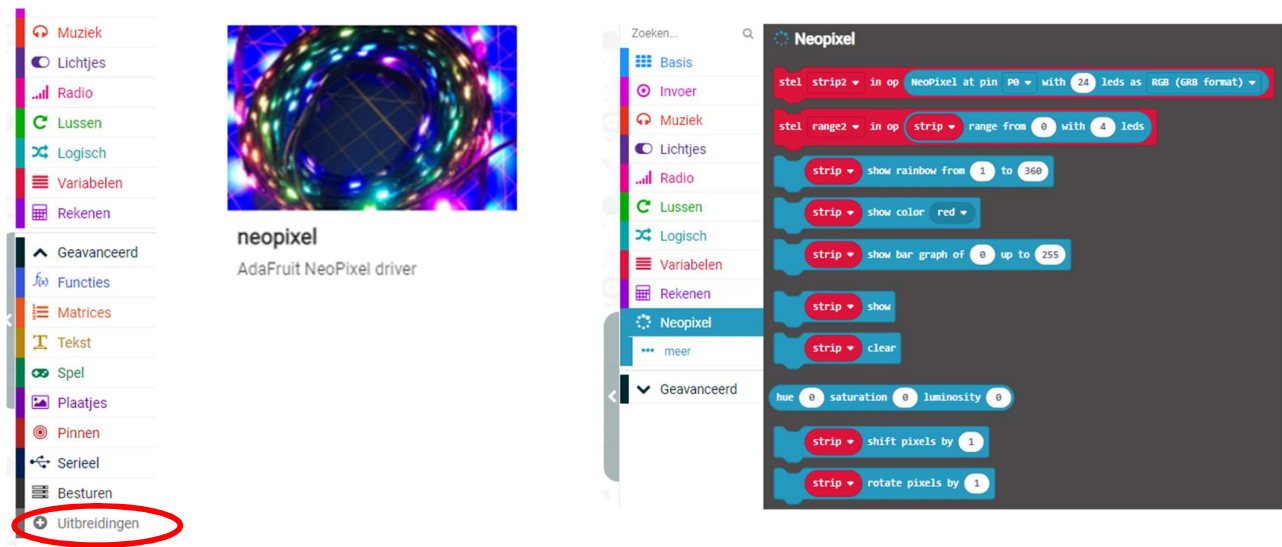 Muziek
Lichtjes
Radio
Lussen
Logisch
Variabelen
Rekenen
Geavanceerd
f(x) Functies
Matrices
Tekst
Spel
Plaatjes
Pinnen
Serieel
Besturen
Uitbreidingen
neopixel
AdaFruit NeoPixel driver
Zoeken...
Basis
Invoer
Muziek
Lichtjes
Radio
Lussen
Logisch
Variabelen
Rekenen
Neopixel
meer
Geavanceerd
Neopixel
stel strip2 in op NeoPixel at pin P0 with 24 leds as RGB (GRB format)
stel range2 in op strip range from 0 with 4 leds
strip show rainbow from 1 to 360
strip show color red
strip show bar graph of 0 up to 255
strip show
strip clear
hue 0 saturation 0 luminosity 0
strip shift pixels by 1
strip rotate pixels by 1